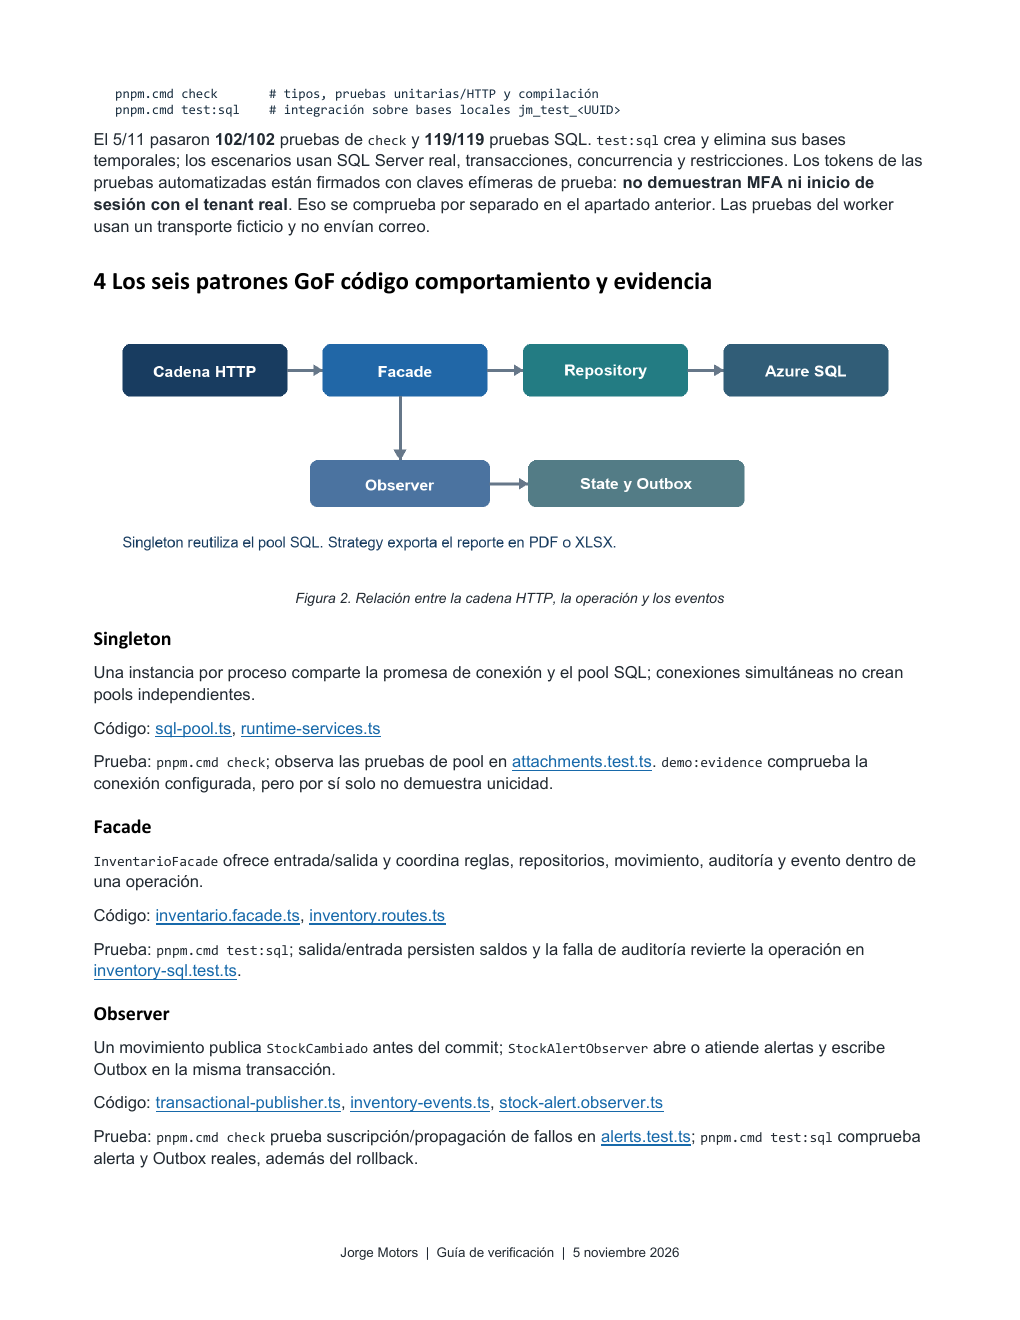 pnpm.cmd check # tipos, pruebas unitarias/HTTP y compilación
pnpm.cmd test:sql # integración sobre bases locales jm_test_<UUID>
El 5/11 pasaron 102/102 pruebas de check y 119/119 pruebas SQL. test:sql crea y elimina sus bases
temporales; los escenarios usan SQL Server real, transacciones, concurrencia y restricciones. Los tokens de las
pruebas automatizadas están firmados con claves efímeras de prueba: no demuestran MFA ni inicio de
sesión con el tenant real. Eso se comprueba por separado en el apartado anterior. Las pruebas del worker
usan un transporte ficticio y no envían correo.
4 Los seis patrones GoF código comportamiento y evidencia
Cadena HTTP
Facade
Repository
Azure SQL
Observer
State y Outbox
Singleton reutiliza el pool SQL. Strategy exporta el reporte en PDF o XLSX.
Figura 2. Relación entre la cadena HTTP, la operación y los eventos
Singleton
Una instancia por proceso comparte la promesa de conexión y el pool SQL; conexiones simultáneas no crean
pools independientes.
Código: sql-pool.ts, runtime-services.ts
Prueba: pnpm.cmd check; observa las pruebas de pool en attachments.test.ts. demo:evidence comprueba la
conexión configurada, pero por sí solo no demuestra unicidad.
Facade
InventarioFacade ofrece entrada/salida y coordina reglas, repositorios, movimiento, auditoría y evento dentro de
una operación.
Código: inventario.facade.ts, inventory.routes.ts
Prueba: pnpm.cmd test:sql; salida/entrada persisten saldos y la falla de auditoría revierte la operación en
inventory-sql.test.ts.
Observer
Un movimiento publica StockCambiado antes del commit; StockAlertObserver abre o atiende alertas y escribe
Outbox en la misma transacción.
Código: transactional-publisher.ts, inventory-events.ts, stock-alert.observer.ts
Prueba: pnpm.cmd check prueba suscripción/propagación de fallos en alerts.test.ts; pnpm.cmd test:sql comprueba
alerta y Outbox reales, además del rollback.
Jorge Motors | Guía de verificación | 5 noviembre 2026